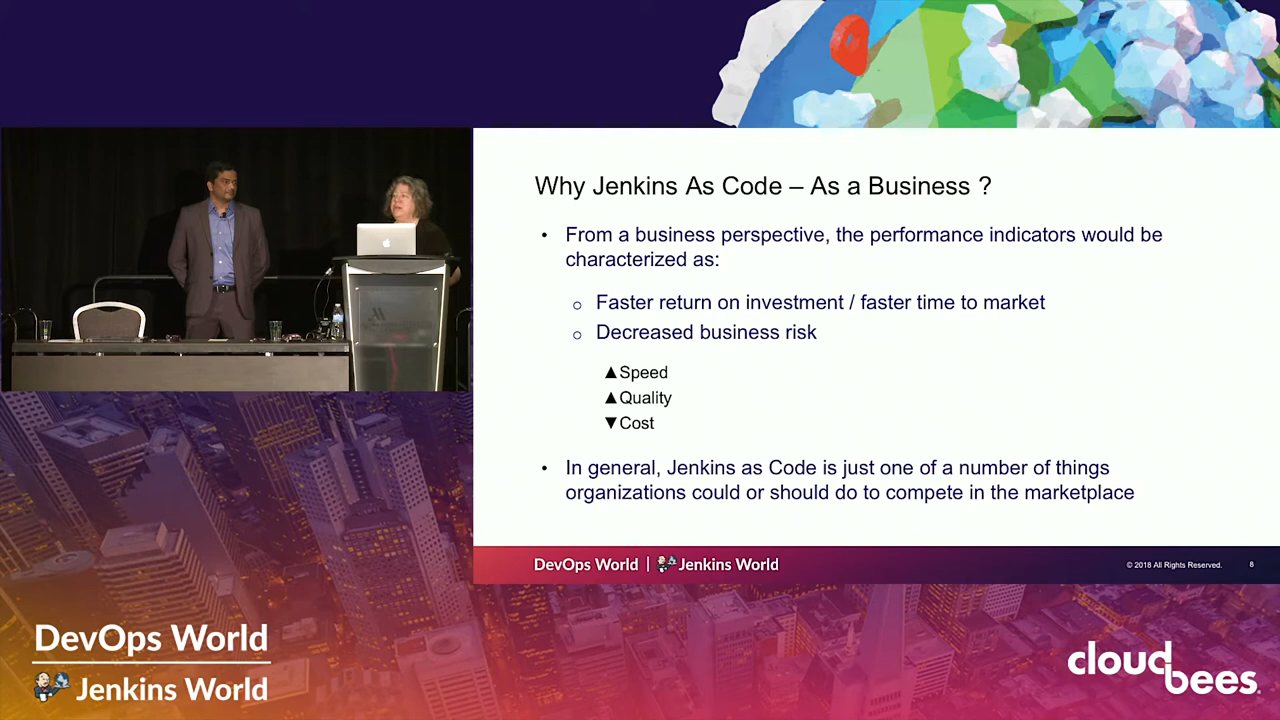 Why Jenkins As Code – As a Business ?
• From a business perspective, the performance indicators would be
characterized as:
o Faster return on investment / faster time to market
o Decreased business risk
▲Speed
▲Quality
▼Cost
• In general, Jenkins as Code is just one of a number of things
organizations could or should do to compete in the marketplace
DevOps World | Jenkins World
© 2018 All Rights Reserved. 8
DevOps World
Jenkins World
cloudbees.